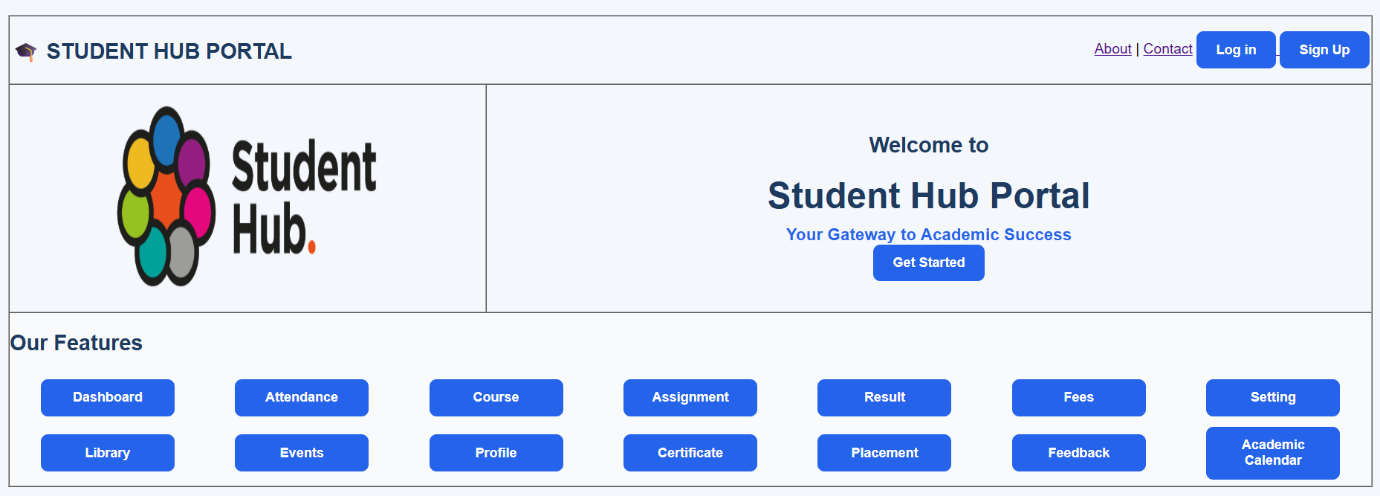 🎓 STUDENT HUB PORTAL
About | Contact Log in Sign Up
Student
Hub.
Welcome to
Student Hub Portal
Your Gateway to Academic Success
Get Started
Our Features
Dashboard Attendance Course Assignment Result Fees Setting
Library Events Profile Certificate Placement Feedback Academic
Calendar